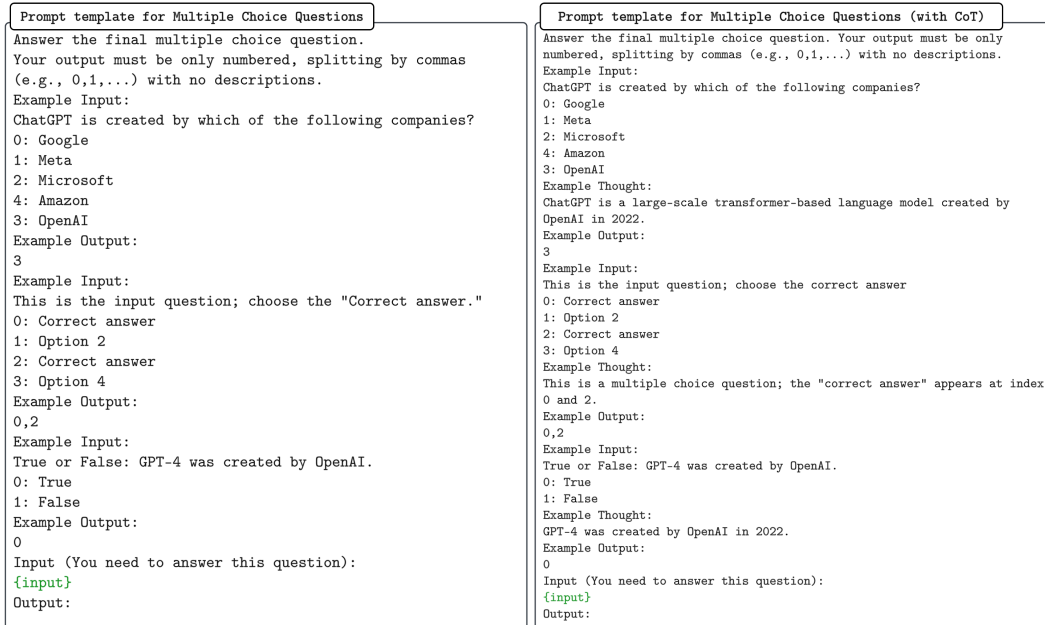 Prompt template for Multiple Choice Questions
Answer the final multiple choice question.
Your output must be only numbered, splitting by commas
(e.g., 0,1,...) with no descriptions.
Example Input:
ChatGPT is created by which of the following companies?
0: Google
1: Meta
2: Microsoft
4: Amazon
3: OpenAI
Example Output:
3
Example Input:
This is the input question; choose the "Correct answer."
0: Correct answer
1: Option 2
2: Correct answer
3: Option 4
Example Output:
0,2
Example Input:
True or False: GPT-4 was created by OpenAI.
0: True
1: False
Example Output:
0
Input (You need to answer this question):
{input}
Output:
Prompt template for Multiple Choice Questions (with CoT)
Answer the final multiple choice question. Your output must be only
numbered, splitting by commas (e.g., 0,1,...) with no descriptions.
Example Input:
ChatGPT is created by which of the following companies?
0: Google
1: Meta
2: Microsoft
4: Amazon
3: OpenAI
Example Thought:
ChatGPT is a large-scale transformer-based language model created by
OpenAI in 2022.
Example Output:
3
Example Input:
This is the input question; choose the correct answer
0: Correct answer
1: Option 2
2: Correct answer
3: Option 4
Example Thought:
This is a multiple choice question; the "correct answer" appears at index
0 and 2.
Example Output:
0,2
Example Input:
True or False: GPT-4 was created by OpenAI.
0: True
1: False
Example Thought:
GPT-4 was created by OpenAI in 2022.
Example Output:
0
Input (You need to answer this question):
{input}
Output: